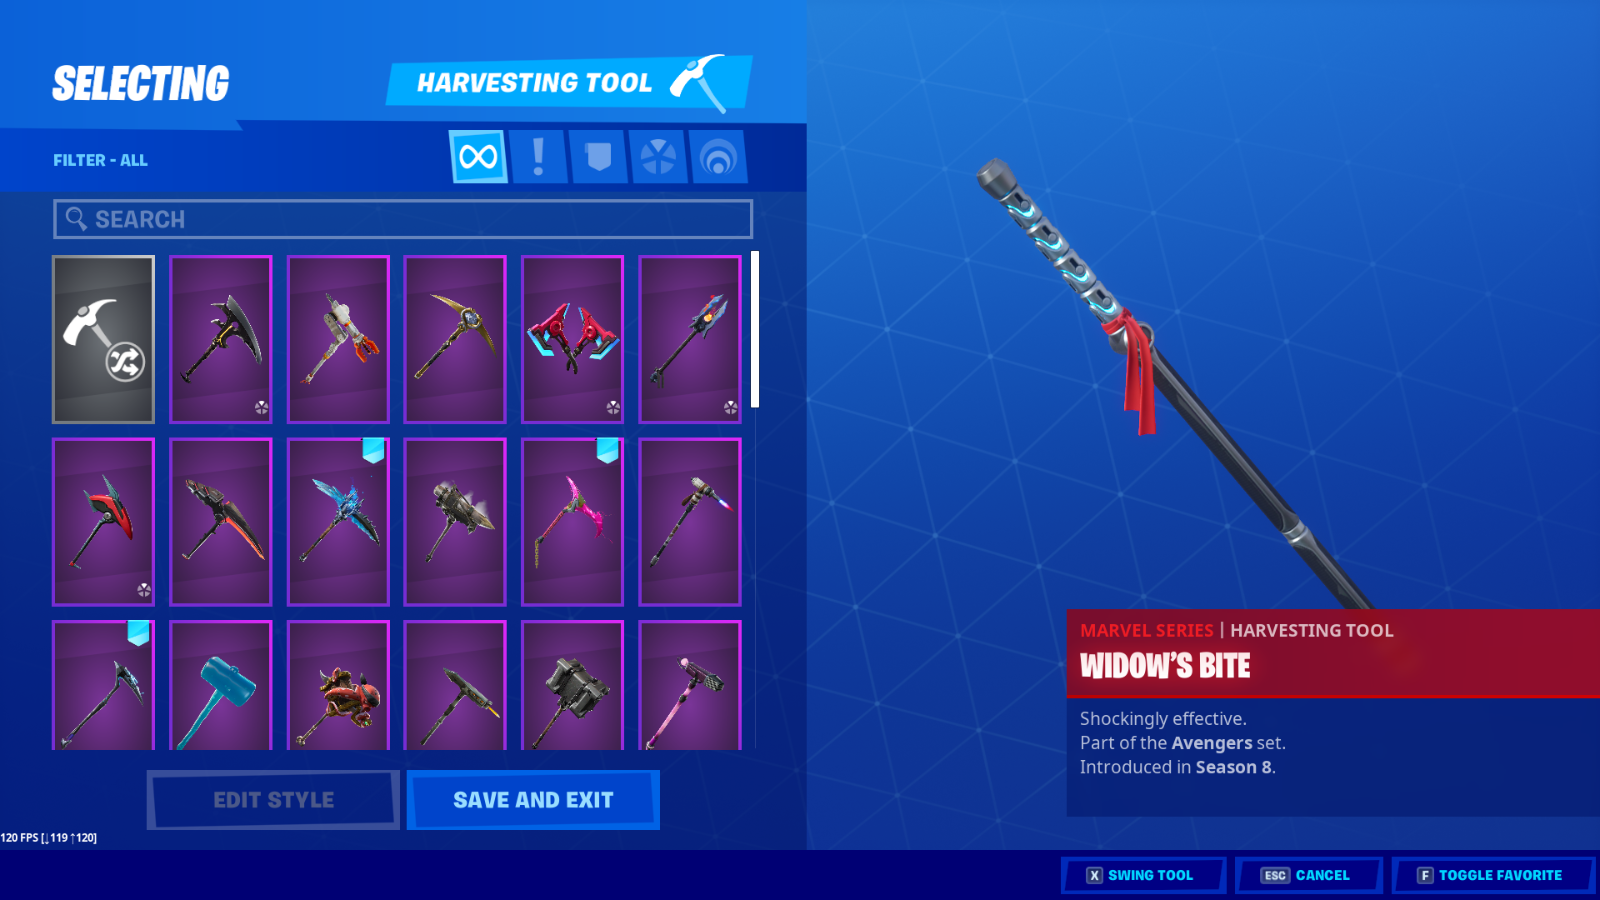 SELECTING
HARVESTING TOOL
FILTER - ALL
SEARCH
MARVEL SERIES | HARVESTING TOOL
WIDOW'S BITE
Shockingly effective.
Part of the Avengers set.
Introduced in Season 8.
EDIT STYLE
SAVE AND EXIT
120 FPS [↓119 ↑120]
X SWING TOOL
ESC CANCEL
F TOGGLE FAVORITE